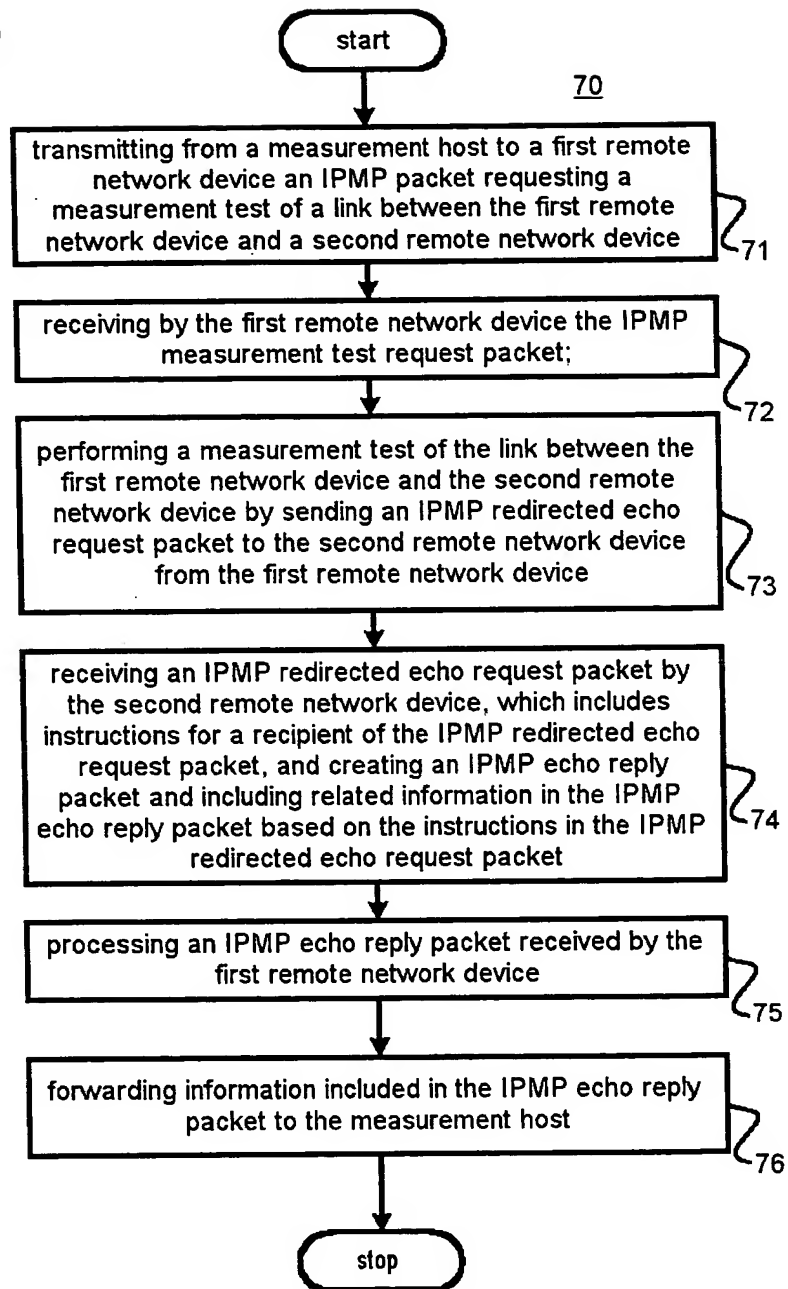 start
70
transmitting from a measurement host to a first remote
network device an IPMP packet requesting a
measurement test of a link between the first remote
network device and a second remote network device
71
receiving by the first remote network device the IPMP
measurement test request packet;
72
performing a measurement test of the link between the
first remote network device and the second remote
network device by sending an IPMP redirected echo
request packet to the second remote network device
from the first remote network device
73
receiving an IPMP redirected echo request packet by
the second remote network device, which includes
instructions for a recipient of the IPMP redirected echo
request packet, and creating an IPMP echo reply
packet and including related information in the IPMP
echo reply packet based on the instructions in the IPMP
redirected echo request packet
74
processing an IPMP echo reply packet received by the
first remote network device
75
forwarding information included in the IPMP echo reply
packet to the measurement host
76
stop